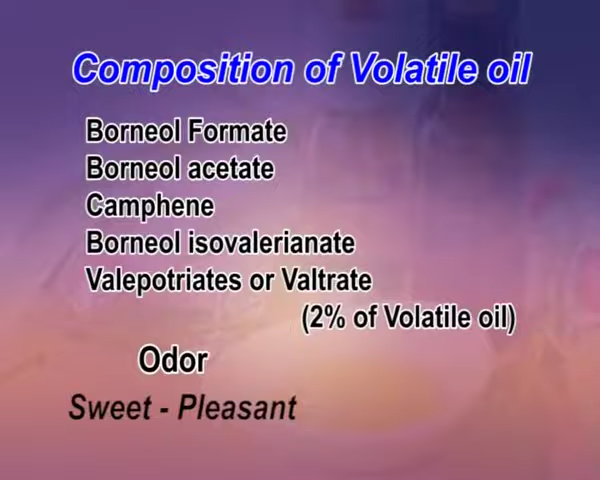 Composition of Volatile oil
Borneol Formate
Borneol acetate
Camphene
Borneol isovalerianate
Valepotriates or Valtrate
(2% of Volatile oil)
Odor
Sweet - Pleasant